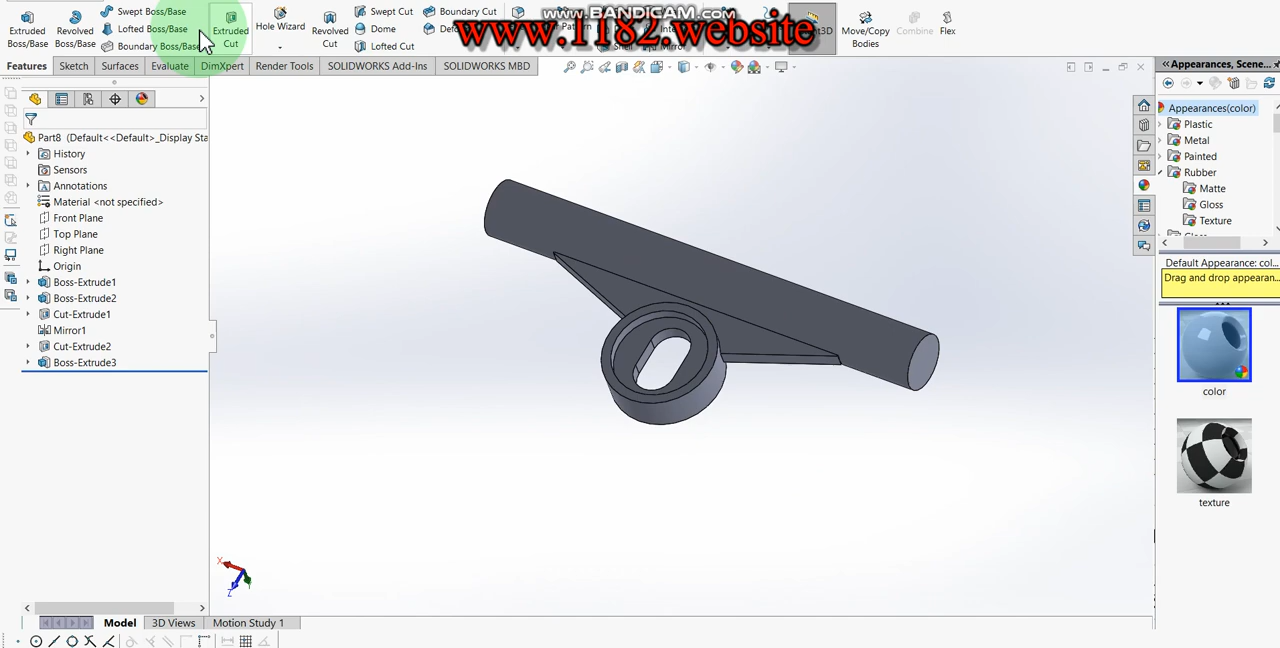 www.BANDICAM.com
www.1182.website
Extruded Boss/Base
Revolved Boss/Base
Swept Boss/Base
Lofted Boss/Base
Boundary Boss/Base
Extruded Cut
Hole Wizard
Revolved Cut
Swept Cut
Dome
Lofted Cut
Boundary Cut
Move/Copy Bodies
Combine
Flex
Features
Sketch
Surfaces
Evaluate
DimXpert
Render Tools
SOLIDWORKS Add-Ins
SOLIDWORKS MBD
Part8 (Default<<Default>_Display Sta
History
Sensors
Annotations
Material <not specified>
Front Plane
Top Plane
Right Plane
Origin
Boss-Extrude1
Boss-Extrude2
Cut-Extrude1
Mirror1
Cut-Extrude2
Boss-Extrude3
X
Z
Model
3D Views
Motion Study 1
Appearances, Scene...
Appearances(color)
Plastic
Metal
Painted
Rubber
Matte
Gloss
Texture
Default Appearance: col...
Drag and drop appearan...
color
texture